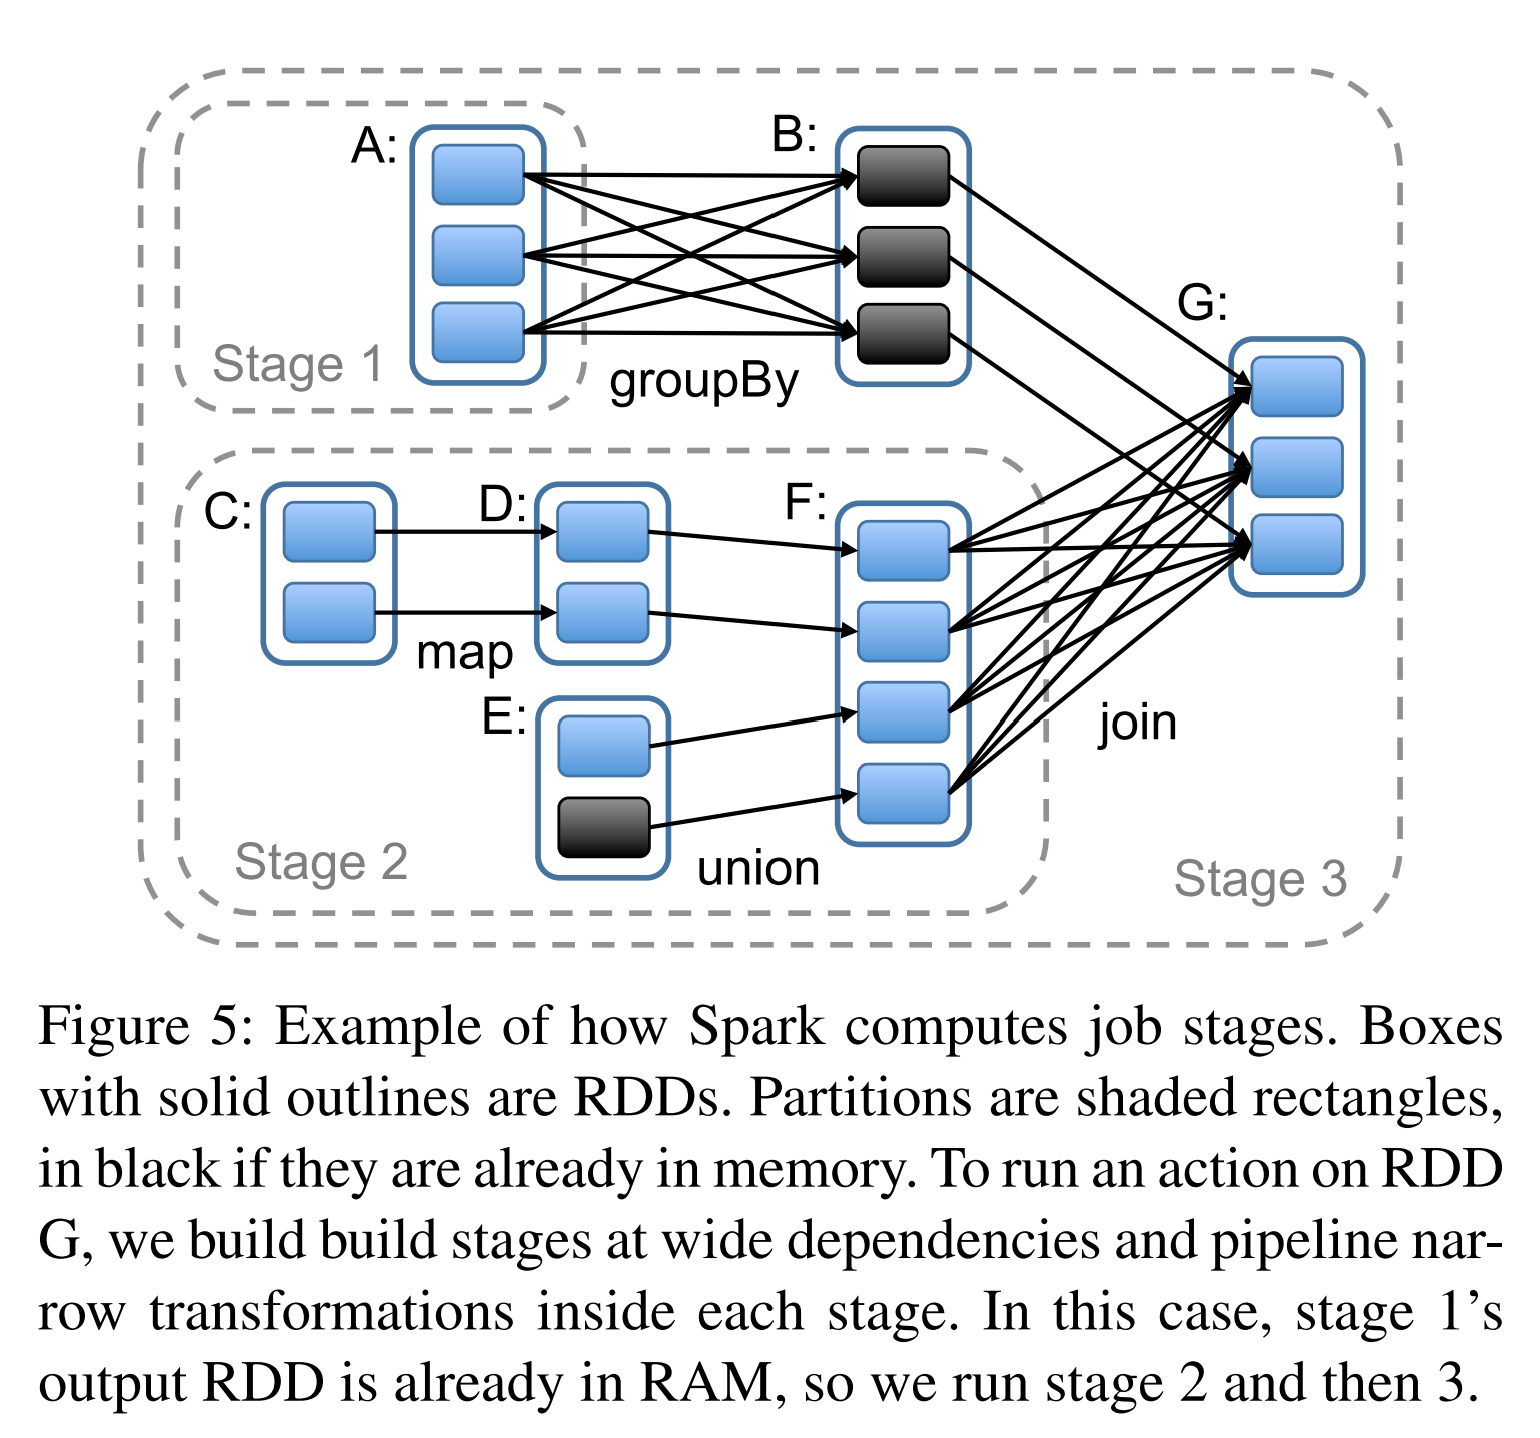 A:
B:
G:
Stage 1
groupBy
C:
D:
F:
map
E:
join
Stage 2
union
Stage 3
Figure 5: Example of how Spark computes job stages. Boxes
with solid outlines are RDDs. Partitions are shaded rectangles,
in black if they are already in memory. To run an action on RDD
G, we build build stages at wide dependencies and pipeline nar-
row transformations inside each stage. In this case, stage 1’s
output RDD is already in RAM, so we run stage 2 and then 3.